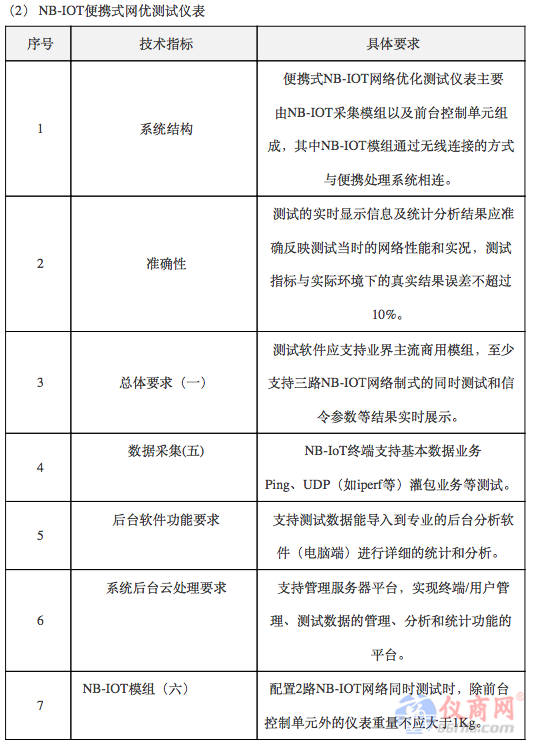 （2） NB-IOT便携式网优测试仪表
序号 技术指标 具体要求
1 系统结构
便携式NB-IOT网络优化测试仪表主要
由NB-IOT采集模组以及前台控制单元组
成，其中NB-IOT模组通过无线连接的方式
与便携处理系统相连。
2 准确性
测试的实时显示信息及统计分析结果应准
确反映测试当时的网络性能和实况，测试
指标与实际环境下的真实结果误差不超过
10%。
3 总体要求（一）
测试软件应支持业界主流商用模组，至少
支持三路NB-IOT网络制式的同时测试和信
令参数等结果实时展示。
4 数据采集(五)
NB-IoT终端支持基本数据业务
Ping、UDP（如iperf等）灌包业务等测试。
5 后台软件功能要求
支持测试数据能导入到专业的后台分析软
件（电脑端）进行详细的统计和分析。
6 系统后台云处理要求
支持管理服务器平台，实现终端/用户管
理、测试数据的管理、分析和统计功能的
平台。
7 NB-IOT模组（六）
配置2路NB-IOT网络同时测试时，除前台
控制单元外的仪表重量不应大于1Kg。
仪商网®